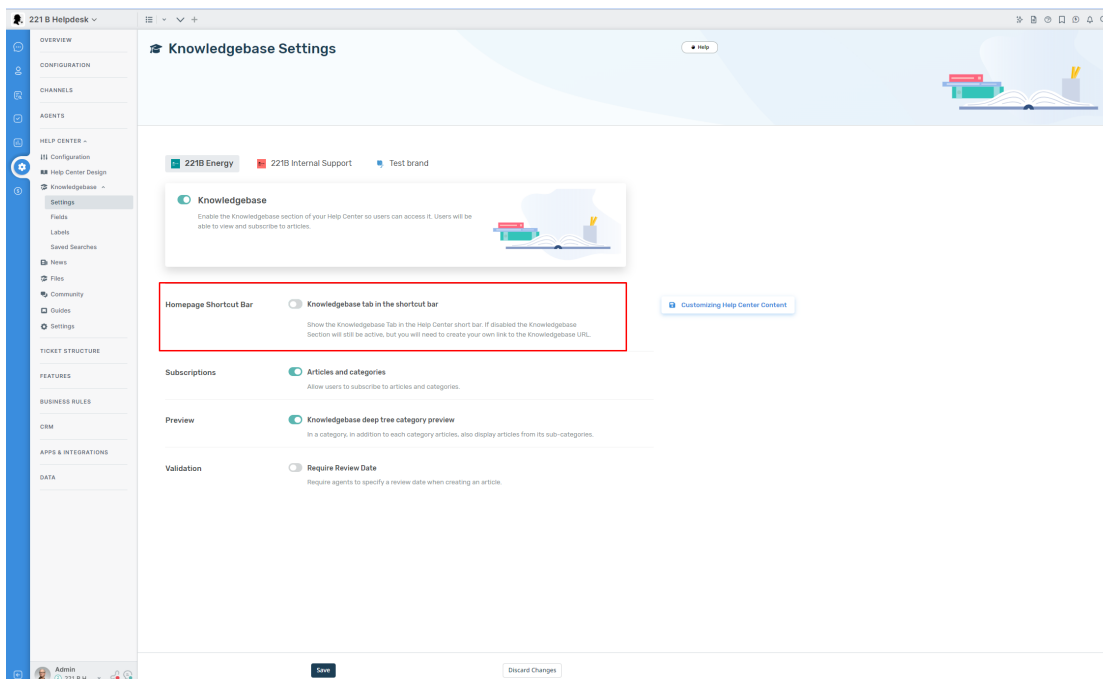 221 B Helpdesk
OVERVIEW
CONFIGURATION
CHANNELS
AGENTS
HELP CENTER
Configuration
Help Center Design
Knowledgebase
Settings
Fields
Labels
Saved Searches
News
Files
Community
Guides
Settings
TICKET STRUCTURE
FEATURES
BUSINESS RULES
CRM
APPS & INTEGRATIONS
DATA
Admin
Knowledgebase Settings
Help
221B Energy
221B Internal Support
Test brand
Knowledgebase
Enable the Knowledgebase section of your Help Center so users can access it. Users will be
able to view and subscribe to articles.
Homepage Shortcut Bar
Knowledgebase tab in the shortcut bar
Show the Knowledgebase Tab in the Help Center short bar. If disabled the Knowledgebase
Section will still be active, but you will need to create your own link to the Knowledgebase URL.
Customizing Help Center Content
Subscriptions
Articles and categories
Allow users to subscribe to articles and categories.
Preview
Knowledgebase deep tree category preview
In a category, in addition to each category articles, also display articles from its sub-categories.
Validation
Require Review Date
Require agents to specify a review date when creating an article.
Save
Discard Changes